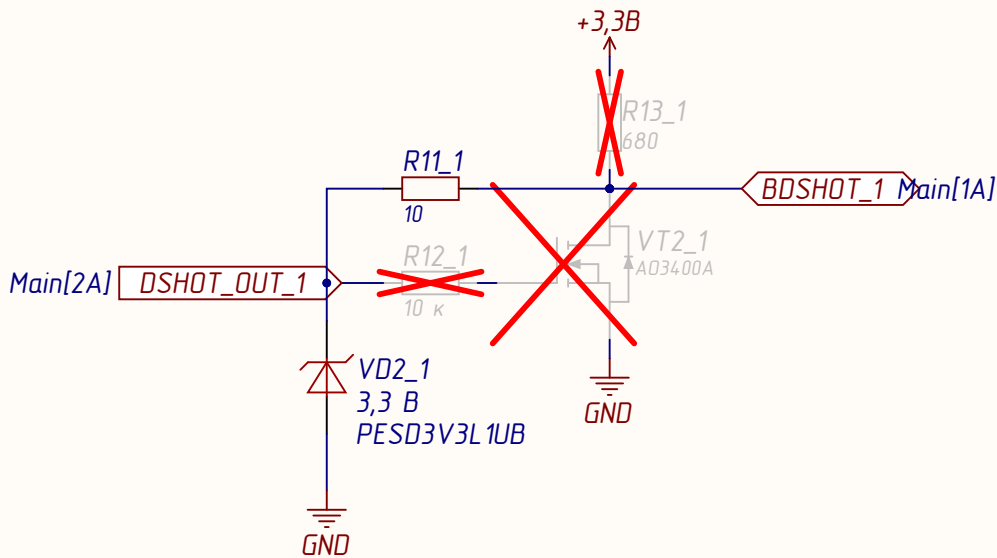 +3,3В
R13_1
680
R11_1
10
BDSHOT_1 Main[1A]
R12_1
10 к
VT2_1
AO3400A
Main[2A] DSHOT_OUT_1
VD2_1
3,3 В
PESD3V3L1UB
GND
GND